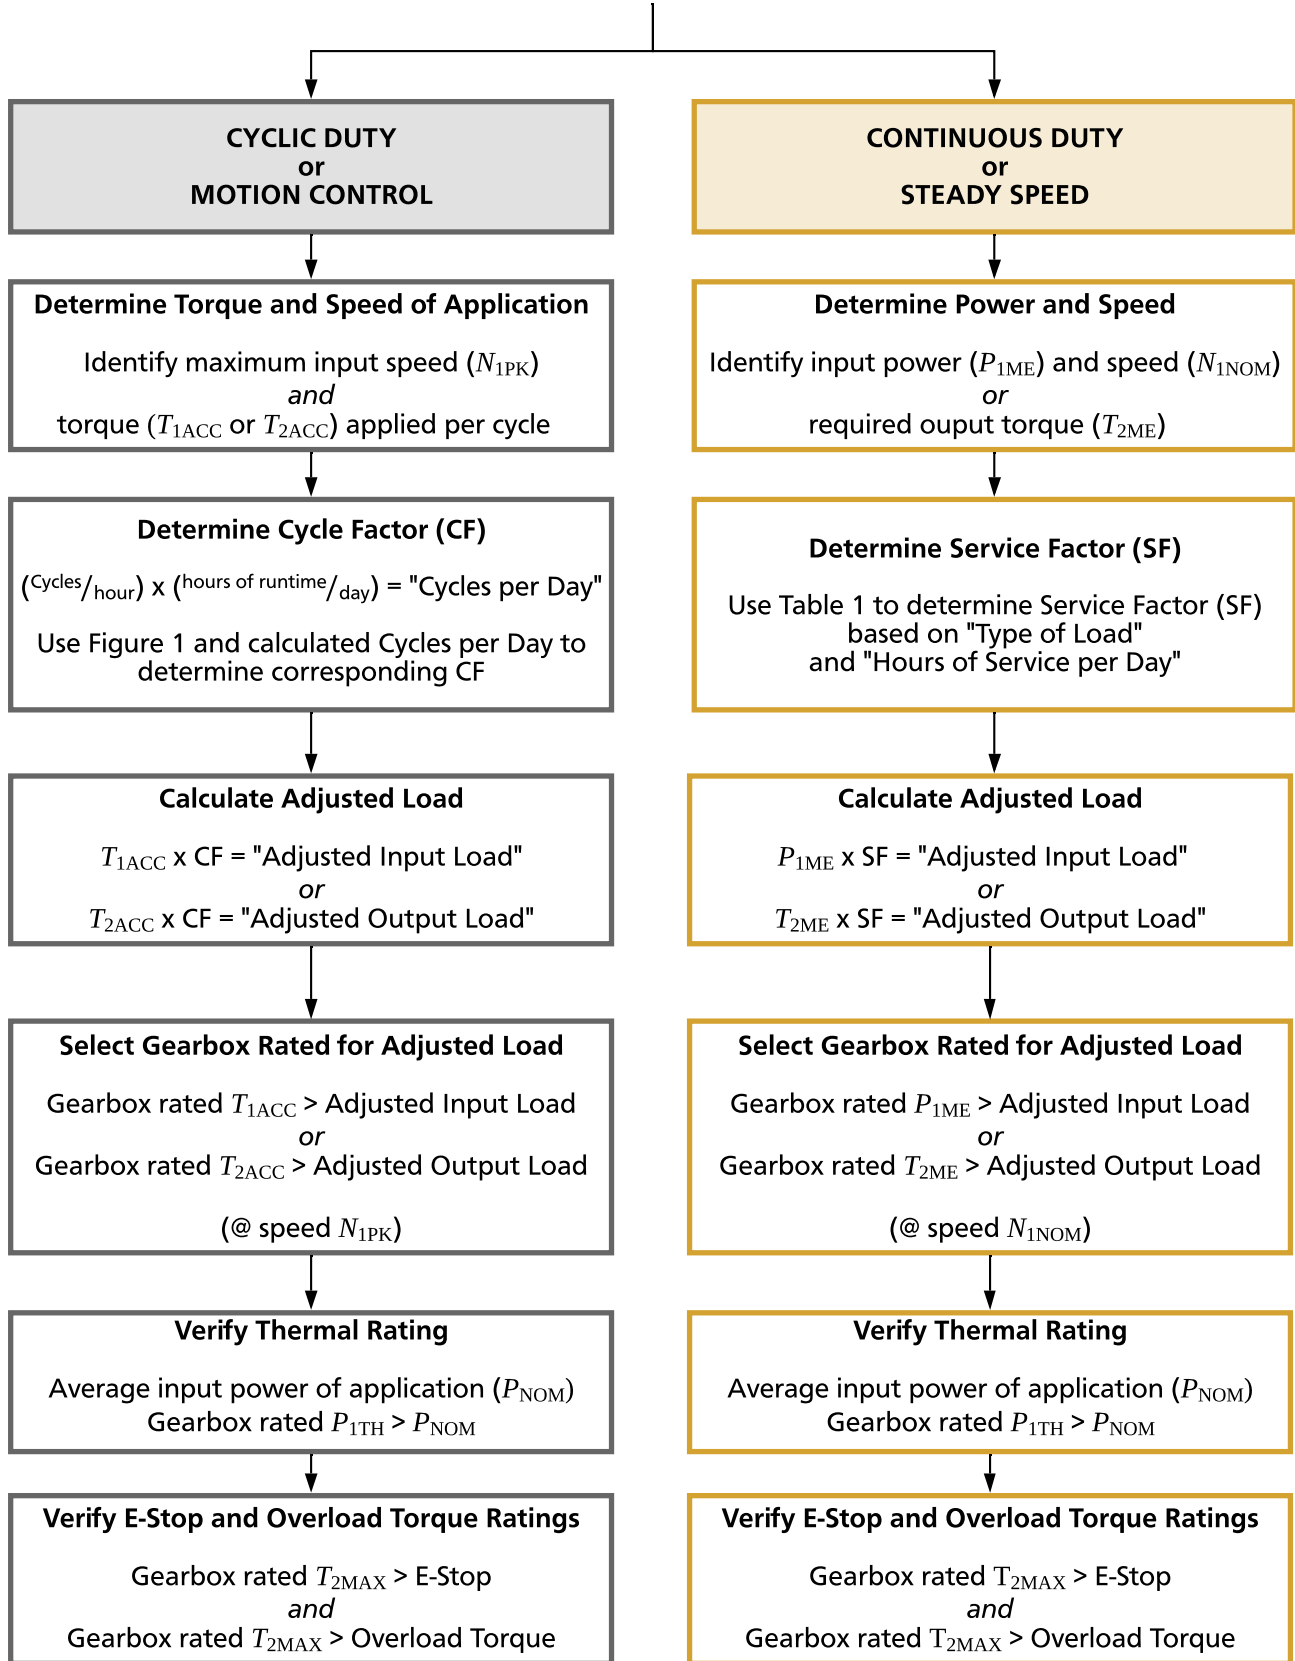 CYCLIC DUTY
or
MOTION CONTROL
Determine Torque and Speed of Application
Identify maximum input speed (N1PK)
and
torque (T1ACC or T2ACC) applied per cycle
Determine Cycle Factor (CF)
(Cycles/hour) x (hours of runtime/day) = "Cycles per Day"
Use Figure 1 and calculated Cycles per Day to
determine corresponding CF
Calculate Adjusted Load
T1ACC x CF = "Adjusted Input Load"
or
T2ACC x CF = "Adjusted Output Load"
Select Gearbox Rated for Adjusted Load
Gearbox rated T1ACC > Adjusted Input Load
or
Gearbox rated T2ACC > Adjusted Output Load
(@ speed N1PK)
Verify Thermal Rating
Average input power of application (PNOM)
Gearbox rated P1TH > PNOM
Verify E-Stop and Overload Torque Ratings
Gearbox rated T2MAX > E-Stop
and
Gearbox rated T2MAX > Overload Torque
CONTINUOUS DUTY
or
STEADY SPEED
Determine Power and Speed
Identify input power (P1ME) and speed (N1NOM)
or
required ouput torque (T2ME)
Determine Service Factor (SF)
Use Table 1 to determine Service Factor (SF)
based on "Type of Load"
and "Hours of Service per Day"
Calculate Adjusted Load
P1ME x SF = "Adjusted Input Load"
or
T2ME x SF = "Adjusted Output Load"
Select Gearbox Rated for Adjusted Load
Gearbox rated P1ME > Adjusted Input Load
or
Gearbox rated T2ME > Adjusted Output Load
(@ speed N1NOM)
Verify Thermal Rating
Average input power of application (PNOM)
Gearbox rated P1TH > PNOM
Verify E-Stop and Overload Torque Ratings
Gearbox rated T2MAX > E-Stop
and
Gearbox rated T2MAX > Overload Torque